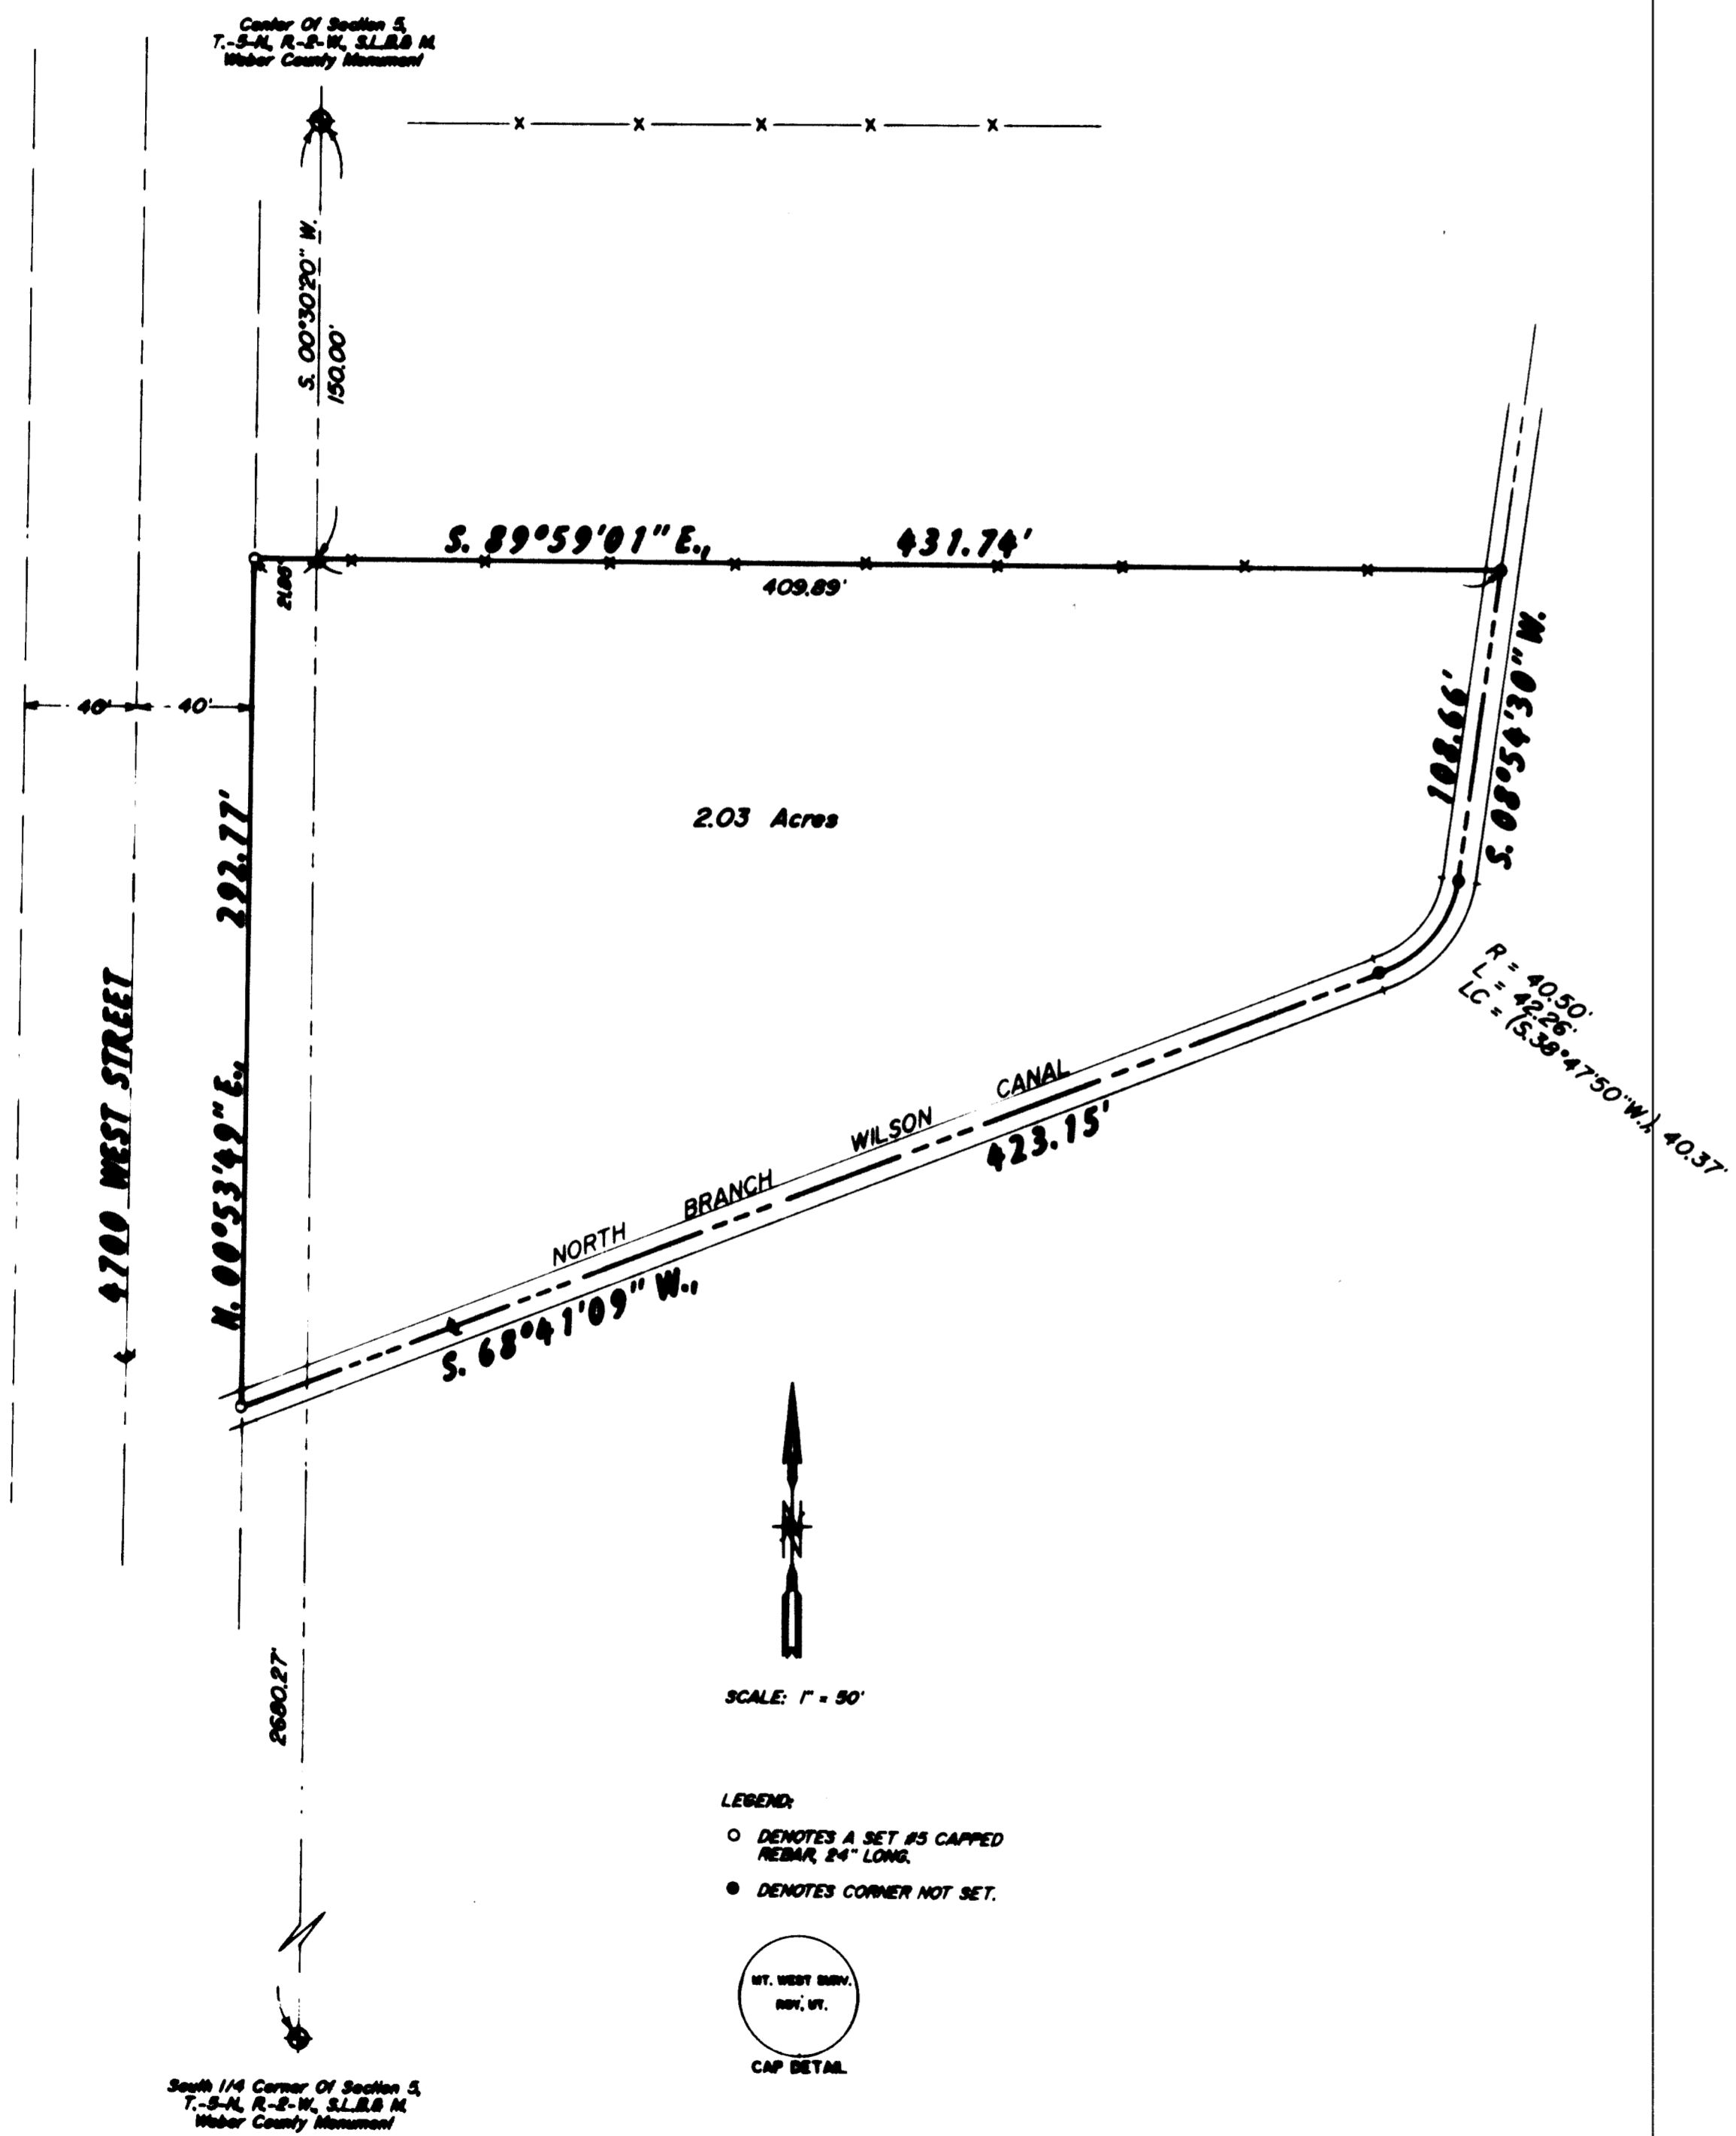 Center Of Section 5,
T.-5-N., R.-2-W., S.L.B.& M.
Weber County Monument
S. 00°30'20" W.
150.00'
S. 89°59'01" E., 431.74'
21.85'
409.89'
40' 40'
108.66'
S. 08°54'30" W.
292.77'
N. 00°53'49" E.,
2.03 Acres
4700 WEST STREET
R = 40.50'
L = 42.26'
LC = (S.38°47'50"W.), 40.37'
NORTH BRANCH WILSON CANAL
S. 68°41'09" W., 423.15'
N
2680.27'
SCALE: 1" = 50'
LEGEND:
DENOTES A SET #5 CAPPED
REBAR, 24" LONG.
DENOTES CORNER NOT SET.
MT. WEST SURV.
ROY, UT.
CAP DETAIL
South 1/4 Corner Of Section 5,
T.-5-N., R.-2-W., S.L.B.& M.
Weber County Monument